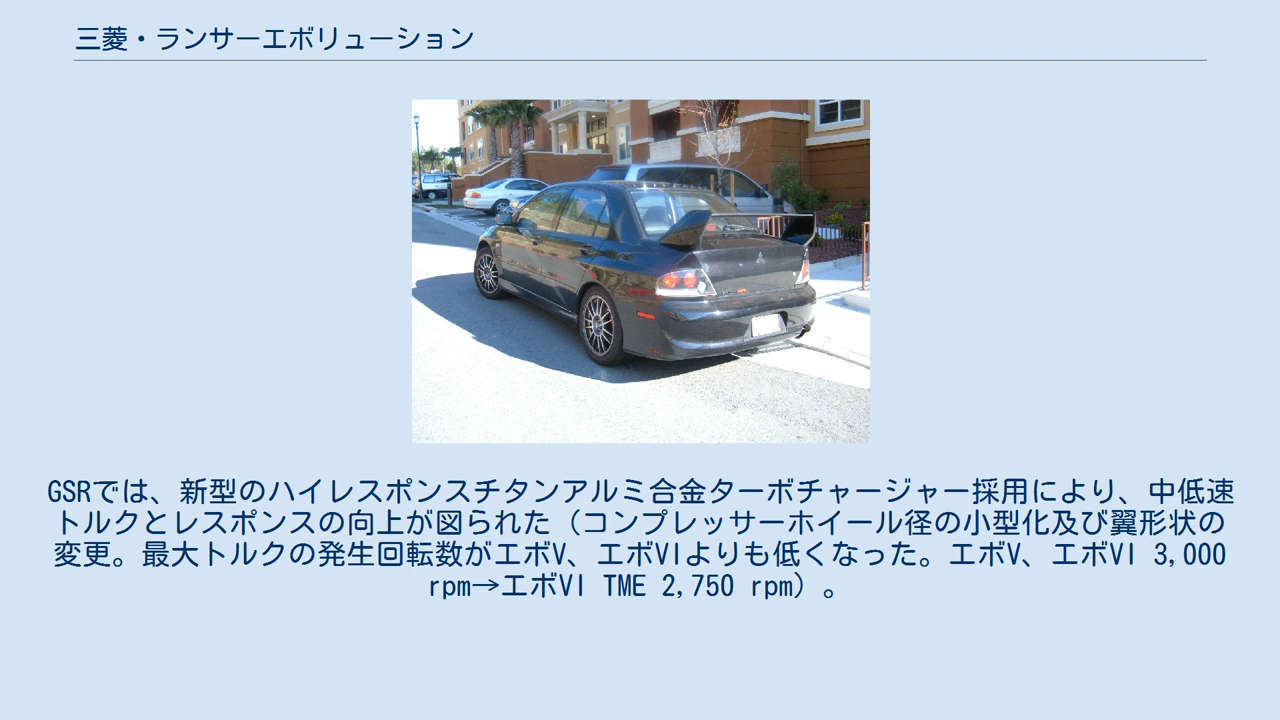 三菱・ランサーエボリューション
GSRでは、新型のハイレスポンスチタンアルミ合金ターボチャージャー採用により、中低速
トルクとレスポンスの向上が図られた（コンプレッサーホイール径の小型化及び翼形状の
変更。最大トルクの発生回転数がエボV、エボVIよりも低くなった。エボV、エボVI 3,000
rpm→エボVI TME 2,750 rpm）。